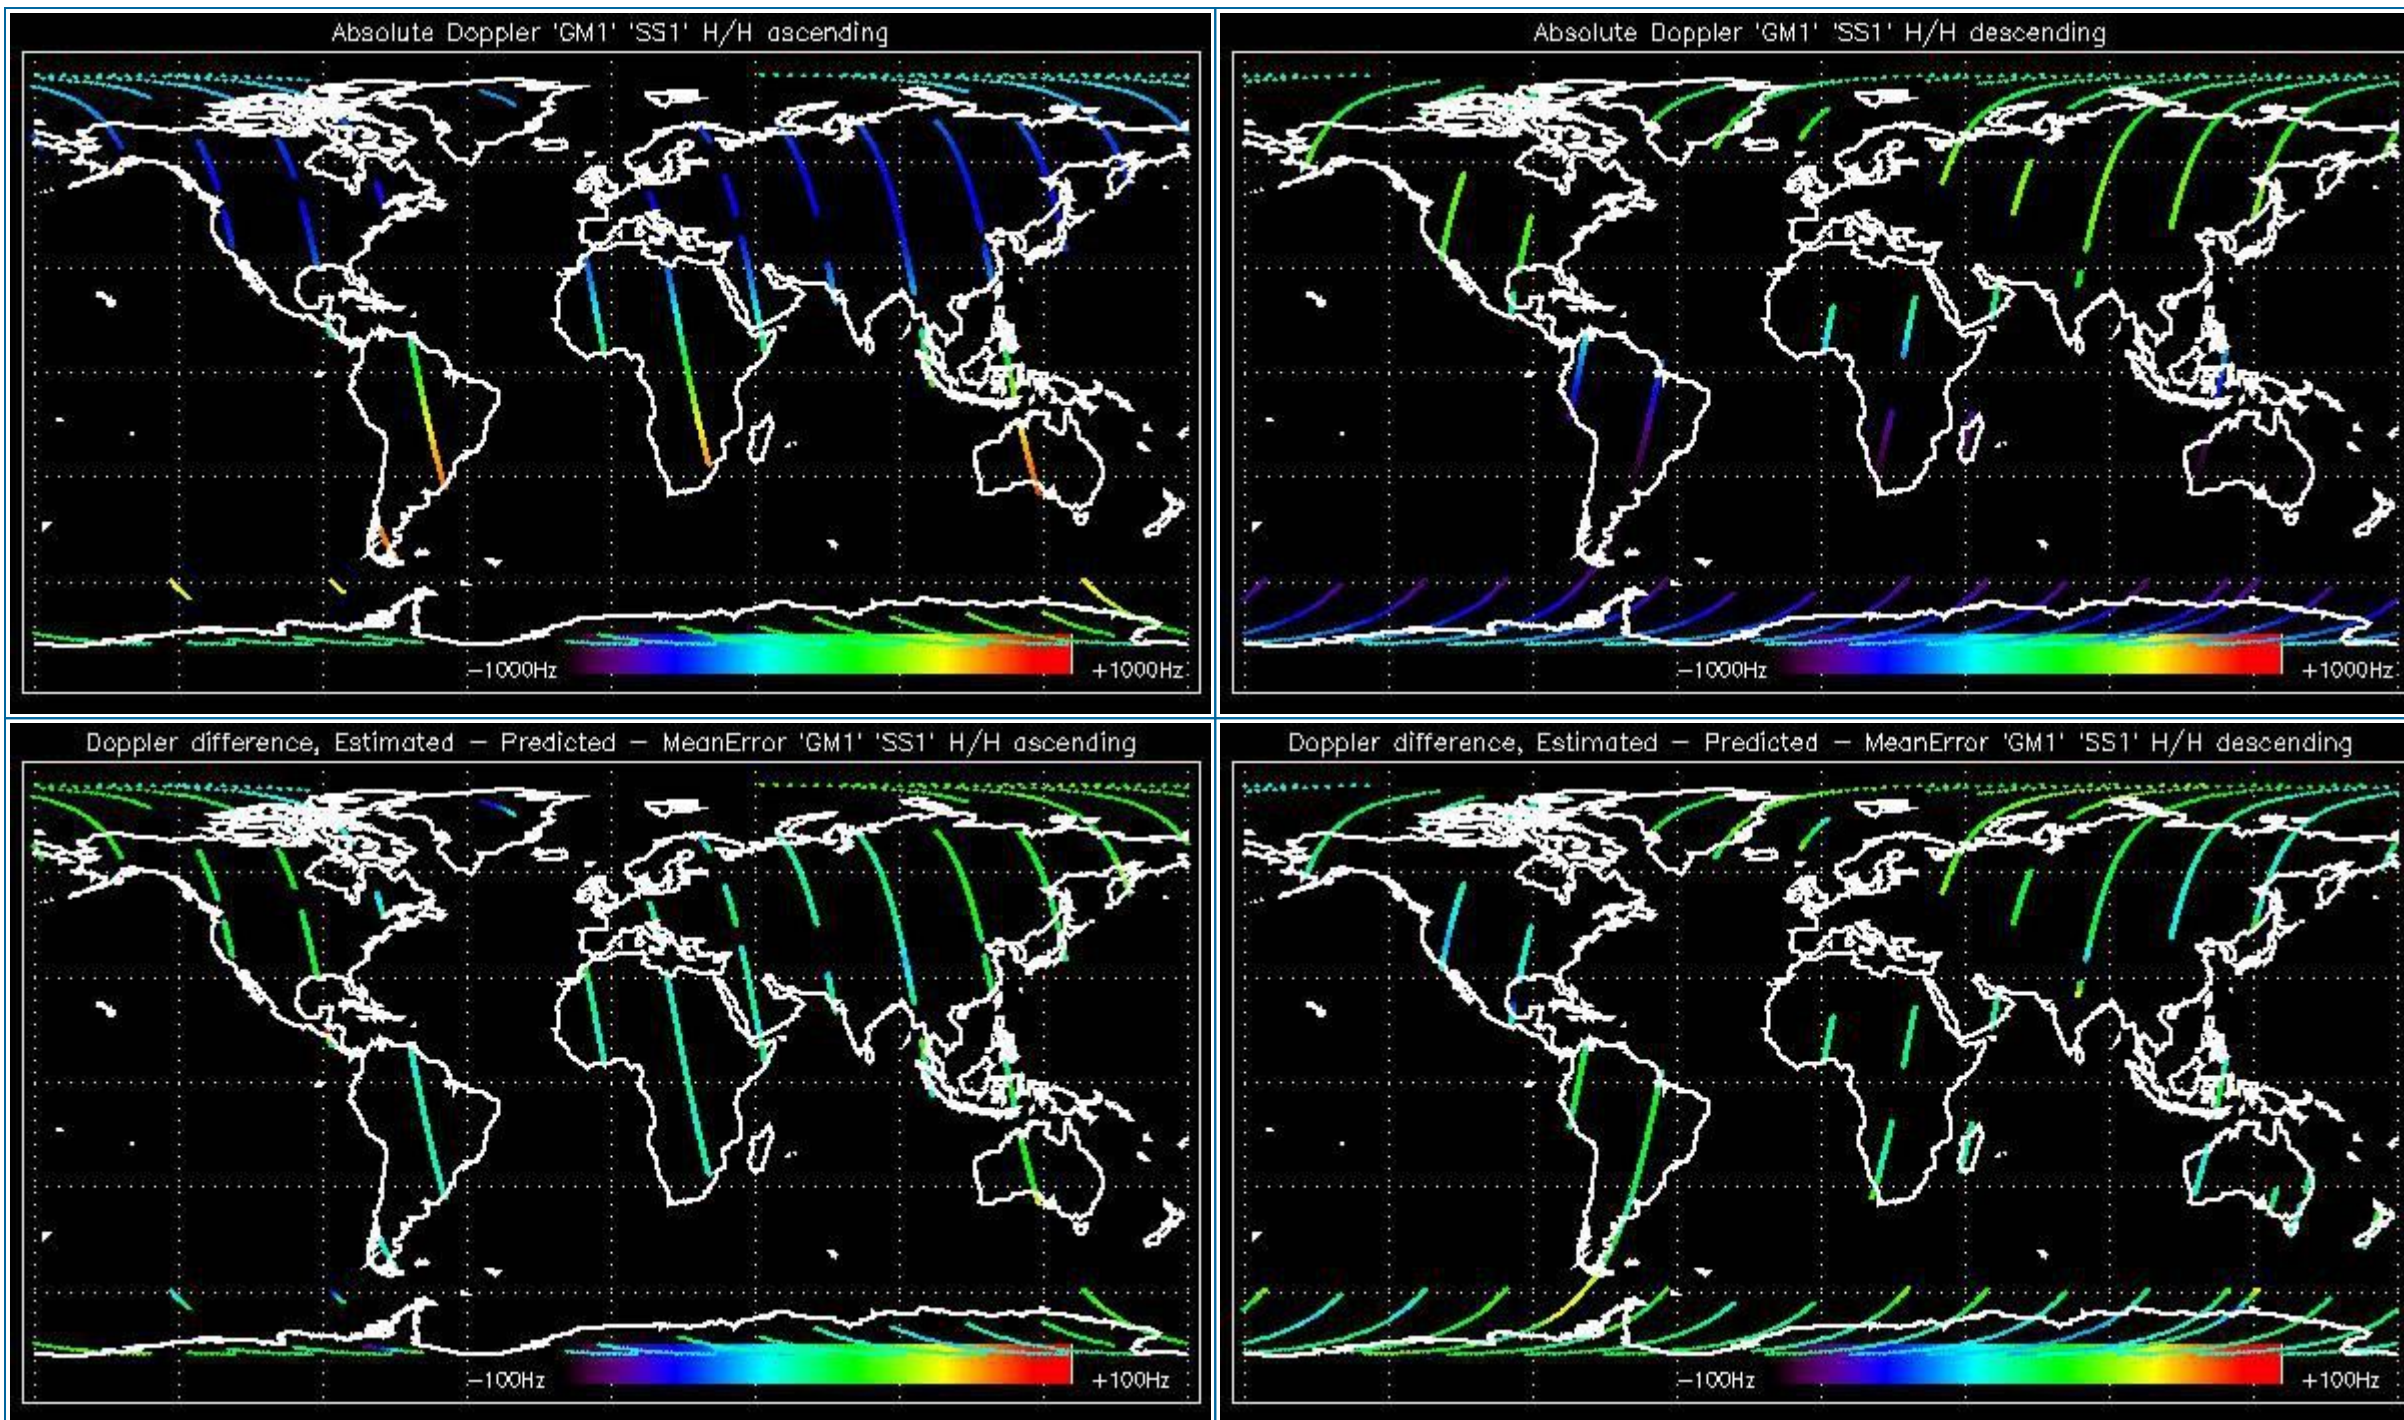 Absolute Doppler 'GM1' 'SS1' H/H ascending
−1000Hz
+1000Hz
Absolute Doppler 'GM1' 'SS1' H/H descending
−1000Hz
+1000Hz
Doppler difference, Estimated − Predicted − MeanError 'GM1' 'SS1' H/H ascending
−100Hz
+100Hz
Doppler difference, Estimated − Predicted − MeanError 'GM1' 'SS1' H/H descending
−100Hz
+100Hz